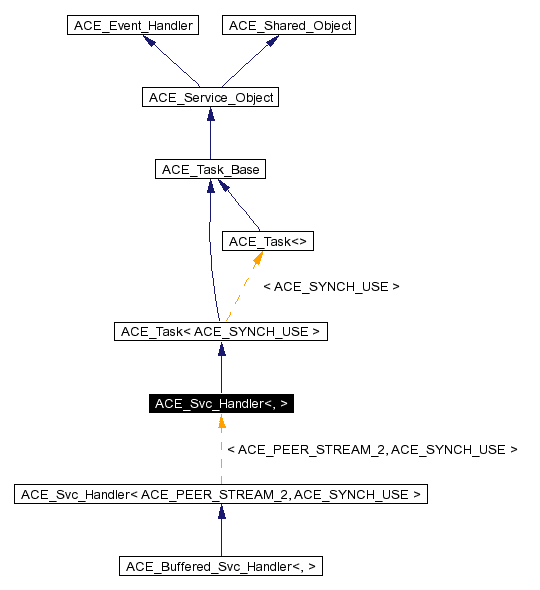 ACE_Event_Handler
ACE_Shared_Object
ACE_Service_Object
ACE_Task_Base
ACE_Task<>
< ACE_SYNCH_USE >
ACE_Task< ACE_SYNCH_USE >
ACE_Svc_Handler<, >
< ACE_PEER_STREAM_2, ACE_SYNCH_USE >
ACE_Svc_Handler< ACE_PEER_STREAM_2, ACE_SYNCH_USE >
ACE_Buffered_Svc_Handler<, >